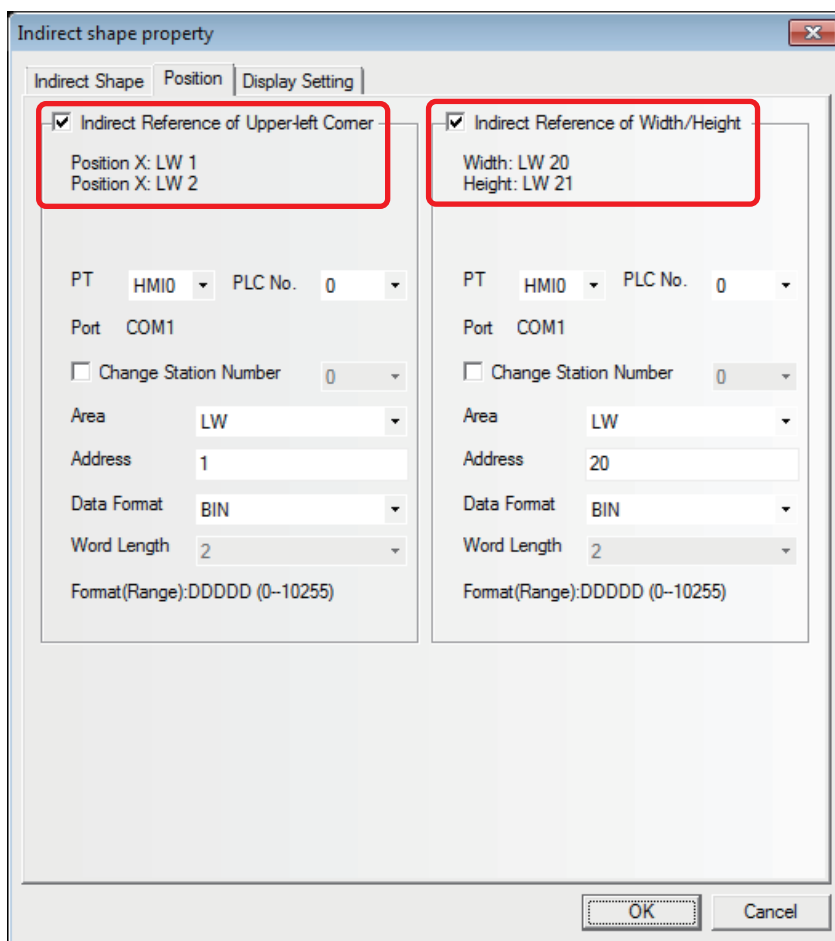 Indirect shape property
Indirect Shape Position Display Setting
Indirect Reference of Upper-left Corner
Position X: LW 1
Position X: LW 2
PT HMI0 PLC No. 0
Port COM1
Change Station Number 0
Area LW
Address 1
Data Format BIN
Word Length 2
Format(Range):DDDDD (0--10255)
Indirect Reference of Width/Height
Width: LW 20
Height: LW 21
PT HMI0 PLC No. 0
Port COM1
Change Station Number 0
Area LW
Address 20
Data Format BIN
Word Length 2
Format(Range):DDDDD (0--10255)
OK Cancel